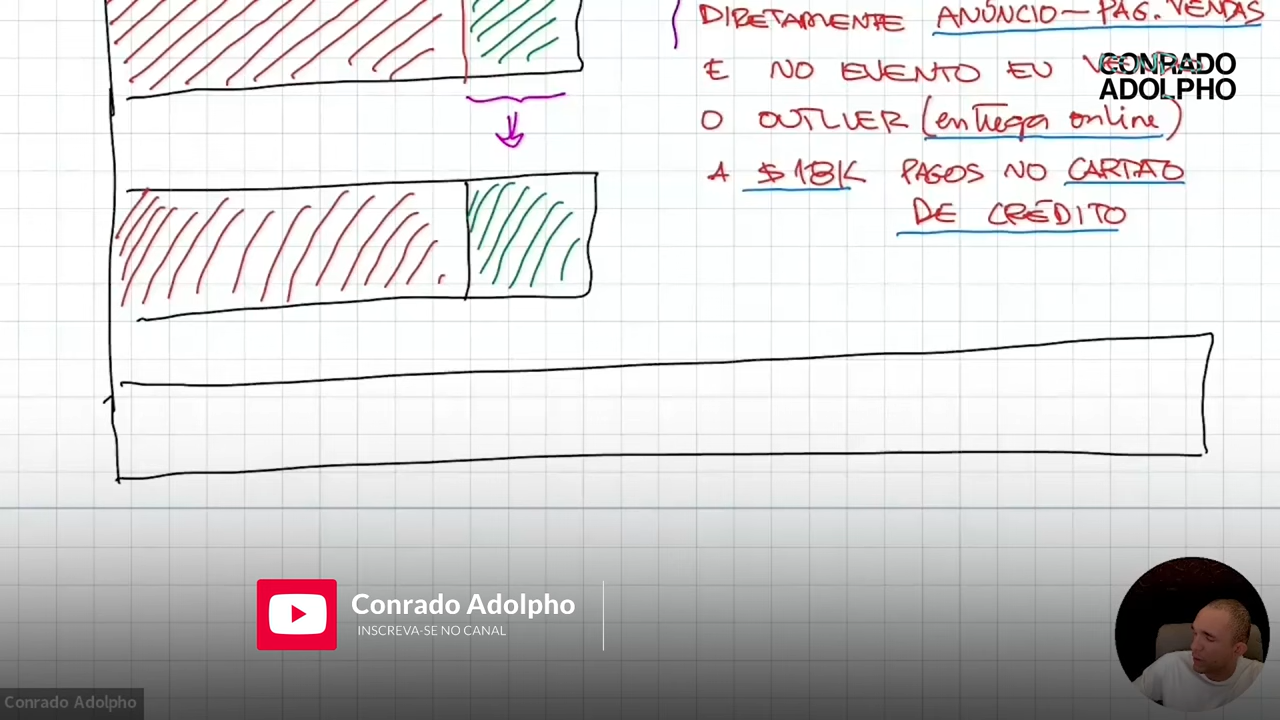 DIRETAMENTE ANÚNCIO - PÁG. VENDAS
E NO EVENTO EU VENDO
O OUTLIER (entrega online)
A $18K PAGOS NO CARTÃO
DE CRÉDITO
CONRADO
ADOLPHO
Conrado Adolpho
INSCREVA-SE NO CANAL
Conrado Adolpho